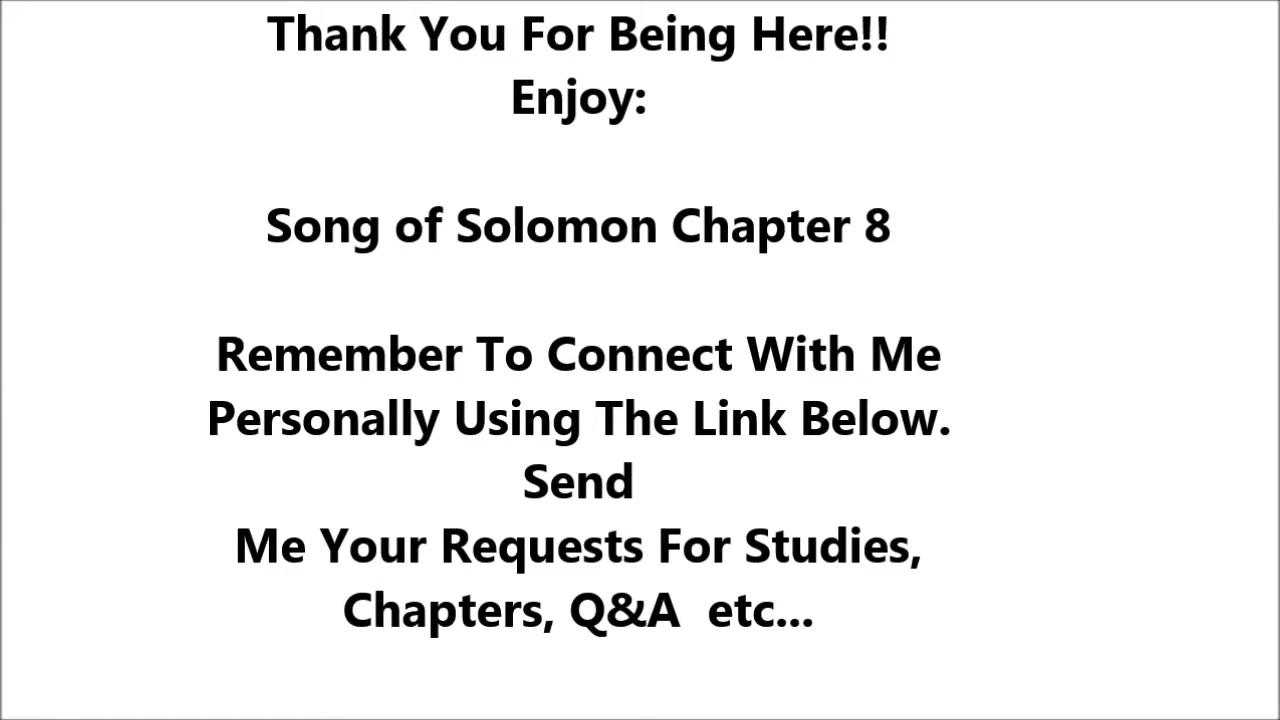 Thank You For Being Here!!
Enjoy:
Song of Solomon Chapter 8
Remember To Connect With Me
Personally Using The Link Below.
Send
Me Your Requests For Studies,
Chapters, Q&A  etc...